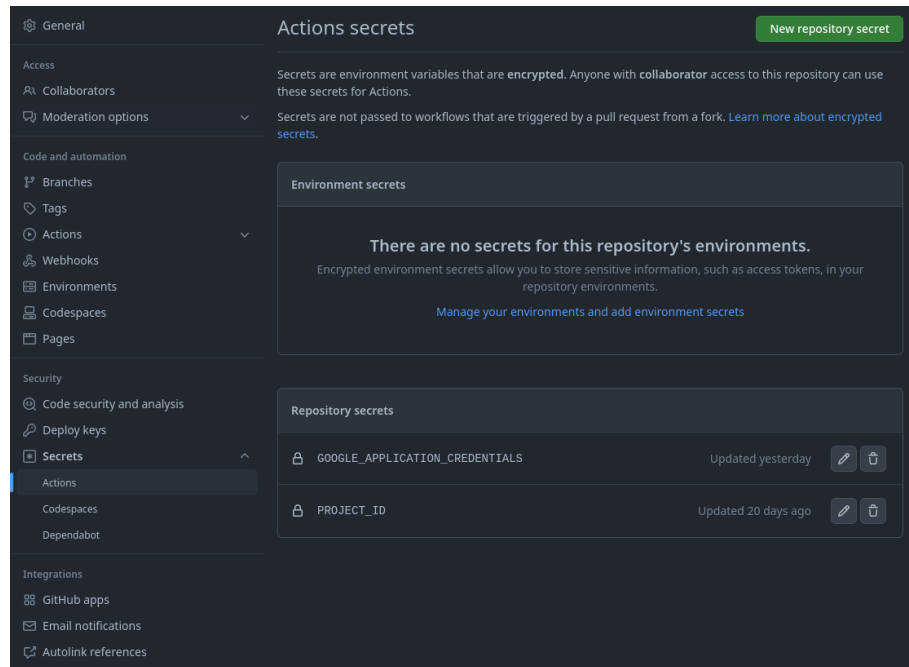 General
Access
Collaborators
Moderation options
Code and automation
Branches
Tags
Actions
Webhooks
Environments
Codespaces
Pages
Security
Code security and analysis
Deploy keys
Secrets
Actions
Codespaces
Dependabot
Integrations
GitHub apps
Email notifications
Autolink references
Actions secrets
New repository secret
Secrets are environment variables that are encrypted. Anyone with collaborator access to this repository can use
these secrets for Actions.
Secrets are not passed to workflows that are triggered by a pull request from a fork. Learn more about encrypted
secrets.
Environment secrets
There are no secrets for this repository's environments.
Encrypted environment secrets allow you to store sensitive information, such as access tokens, in your
repository environments.
Manage your environments and add environment secrets
Repository secrets
GOOGLE_APPLICATION_CREDENTIALS Updated yesterday
PROJECT_ID Updated 20 days ago